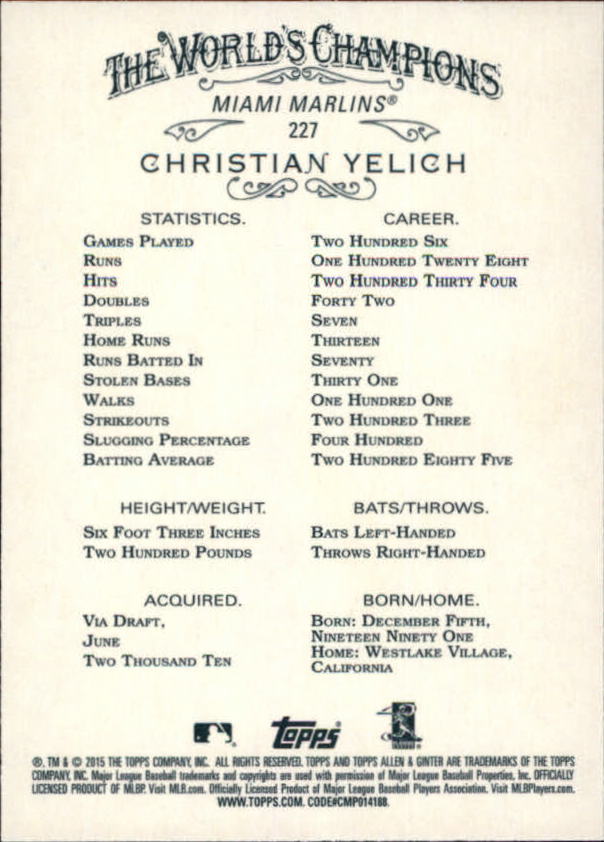 THE WORLD'S CHAMPIONS
MIAMI MARLINS®
227
CHRISTIAN YELICH
STATISTICS. CAREER.
GAMES PLAYED TWO HUNDRED SIX
RUNS ONE HUNDRED TWENTY EIGHT
HITS TWO HUNDRED THIRTY FOUR
DOUBLES FORTY TWO
TRIPLES SEVEN
HOME RUNS THIRTEEN
RUNS BATTED IN SEVENTY
STOLEN BASES THIRTY ONE
WALKS ONE HUNDRED ONE
STRIKEOUTS TWO HUNDRED THREE
SLUGGING PERCENTAGE FOUR HUNDRED
BATTING AVERAGE TWO HUNDRED EIGHTY FIVE
HEIGHT/WEIGHT. BATS/THROWS.
SIX FOOT THREE INCHES BATS LEFT-HANDED
TWO HUNDRED POUNDS THROWS RIGHT-HANDED
ACQUIRED. BORN/HOME.
VIA DRAFT, BORN: DECEMBER FIFTH,
JUNE NINETEEN NINETY ONE
TWO THOUSAND TEN HOME: WESTLAKE VILLAGE,
CALIFORNIA
Topps
®, TM & © 2015 THE TOPPS COMPANY, INC. ALL RIGHTS RESERVED. TOPPS AND TOPPS ALLEN & GINTER ARE TRADEMARKS OF THE TOPPS
COMPANY, INC. Major League Baseball trademarks and copyrights are used with permission of Major League Baseball Properties, Inc. OFFICIALLY
LICENSED PRODUCT OF MLBP. Visit MLB.com. Officially Licensed Product of Major League Baseball Players Association. Visit MLBPlayers.com.
WWW.TOPPS.COM. CODE#CMP014188.